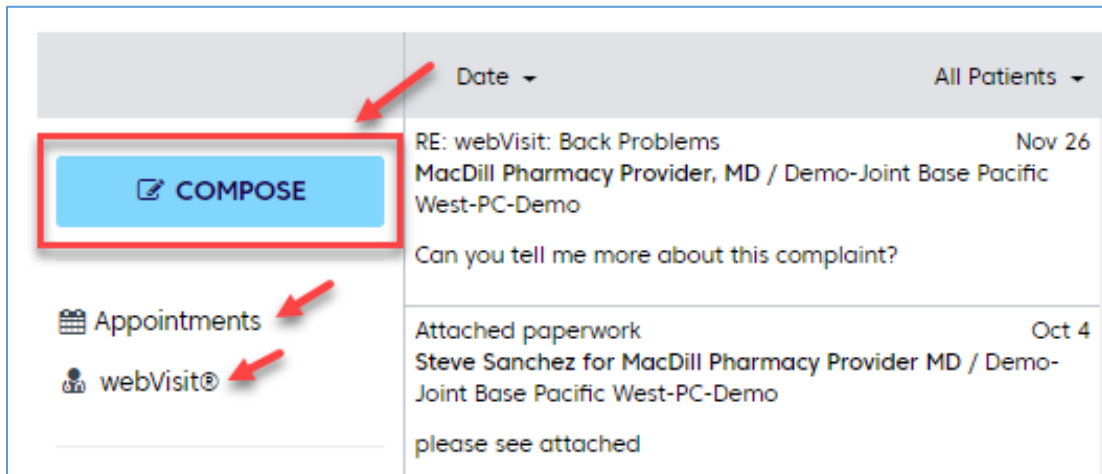 Date
All Patients
COMPOSE
Appointments
webVisit®
RE: webVisit: Back Problems
Nov 26
MacDill Pharmacy Provider, MD / Demo-Joint Base Pacific
West-PC-Demo
Can you tell me more about this complaint?
Attached paperwork
Oct 4
Steve Sanchez for MacDill Pharmacy Provider MD / Demo-
Joint Base Pacific West-PC-Demo
please see attached